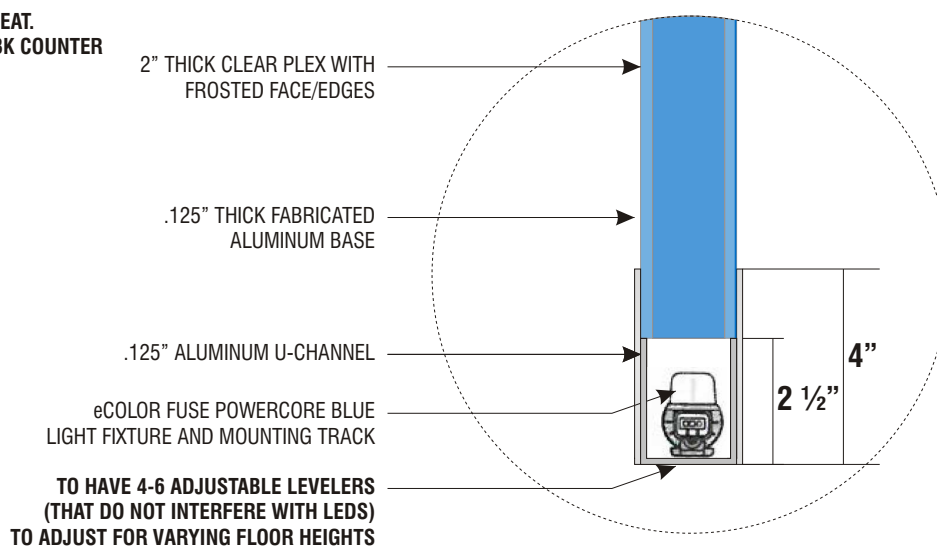 EAT.
COUNTER
2” THICK CLEAR PLEX WITH
FROSTED FACE/EDGES
.125” THICK FABRICATED
ALUMINUM BASE
.125” ALUMINUM U-CHANNEL
eCOLOR FUSE POWERCORE BLUE
LIGHT FIXTURE AND MOUNTING TRACK
TO HAVE 4-6 ADJUSTABLE LEVELERS
(THAT DO NOT INTERFERE WITH LEDS)
TO ADJUST FOR VARYING FLOOR HEIGHTS
4”
2 ½”